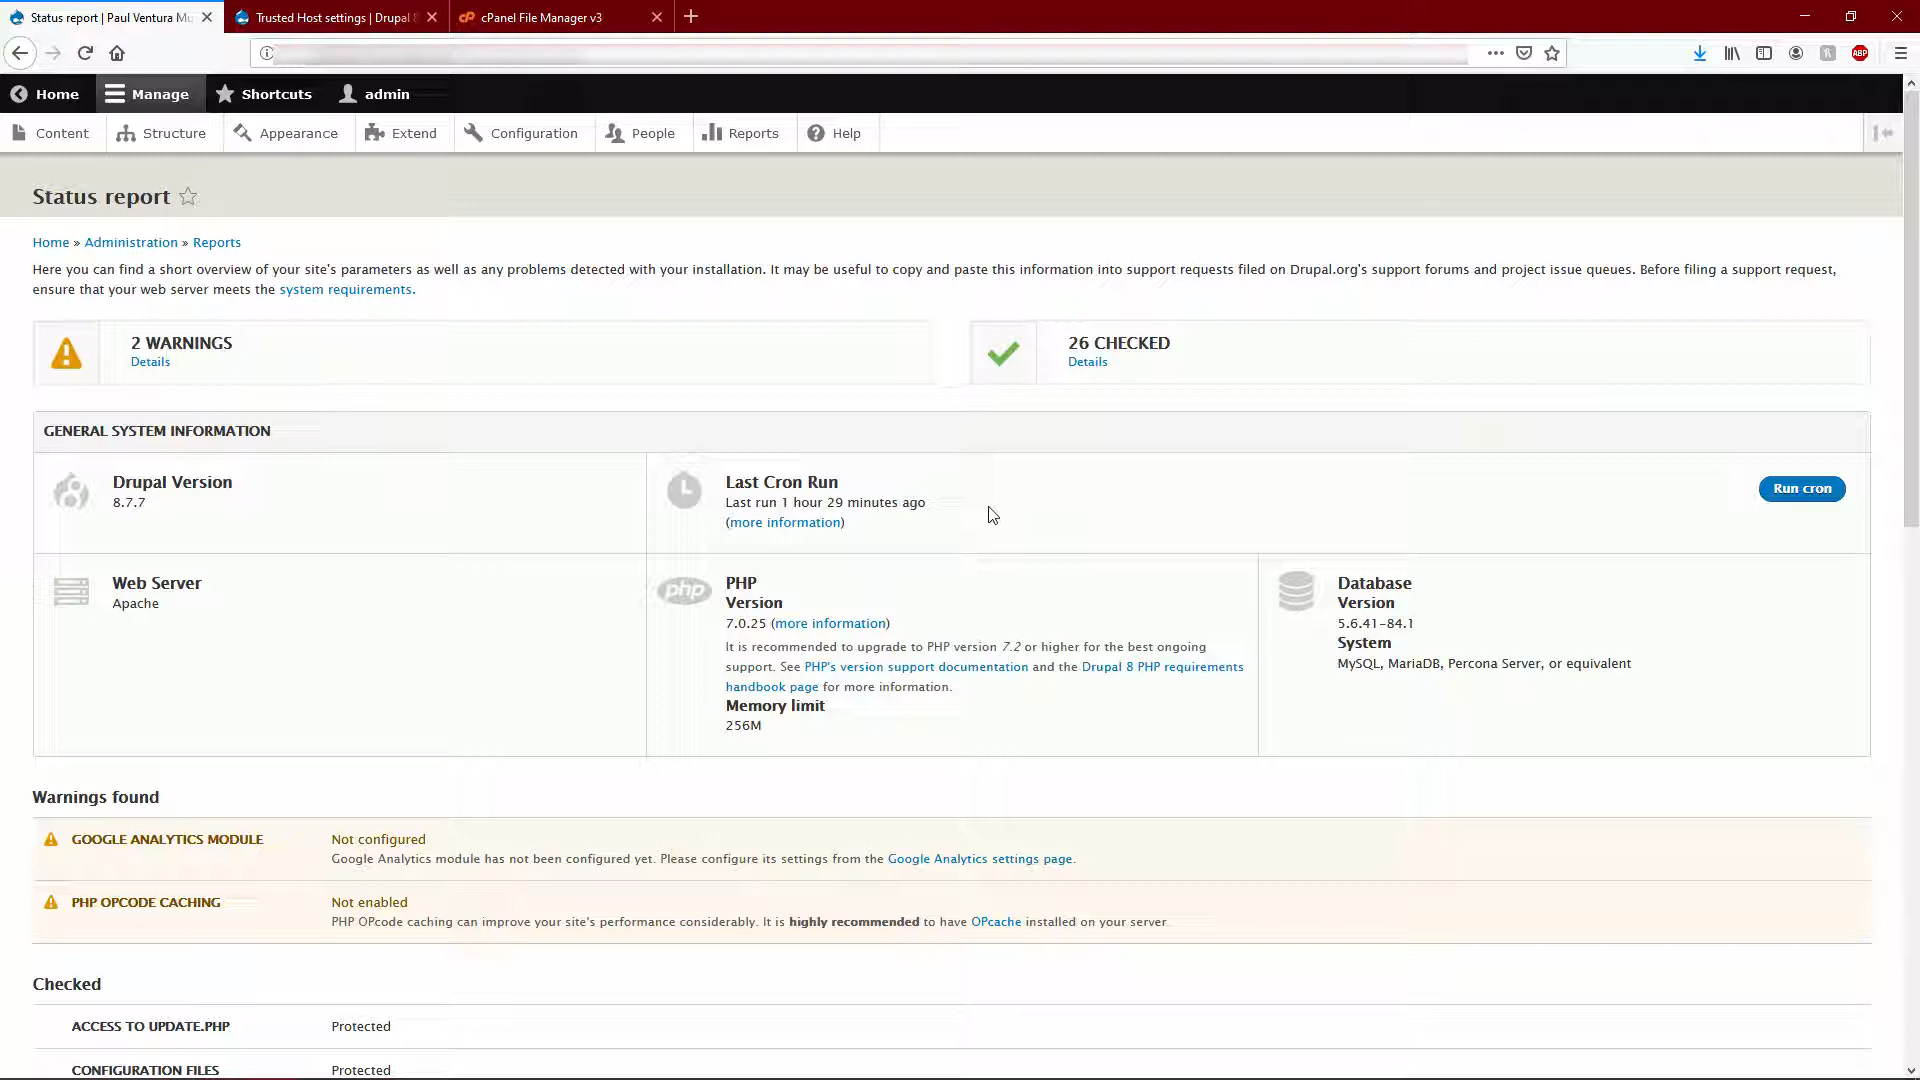 Status report | Paul Ventura Mu
Trusted Host settings | Drupal 8
cPanel File Manager v3
ABP
Home
Manage
Shortcuts
admin
Content
Structure
Appearance
Extend
Configuration
People
Reports
Help
Status report
Home » Administration » Reports
Here you can find a short overview of your site's parameters as well as any problems detected with your installation. It may be useful to copy and paste this information into support requests filed on Drupal.org's support forums and project issue queues. Before filing a support request,
ensure that your web server meets the system requirements.
2 WARNINGS
Details
26 CHECKED
Details
GENERAL SYSTEM INFORMATION
Drupal Version
8.7.7
Last Cron Run
Last run 1 hour 29 minutes ago
(more information)
Run cron
Web Server
Apache
php
PHP
Version
7.0.25 (more information)
It is recommended to upgrade to PHP version 7.2 or higher for the best ongoing
support. See PHP's version support documentation and the Drupal 8 PHP requirements
handbook page for more information.
Memory limit
256M
Database
Version
5.6.41-84.1
System
MySQL, MariaDB, Percona Server, or equivalent
Warnings found
GOOGLE ANALYTICS MODULE
Not configured
Google Analytics module has not been configured yet. Please configure its settings from the Google Analytics settings page.
PHP OPCODE CACHING
Not enabled
PHP OPcode caching can improve your site's performance considerably. It is highly recommended to have OPcache installed on your server.
Checked
ACCESS TO UPDATE.PHP
Protected
CONFIGURATION FILES
Protected